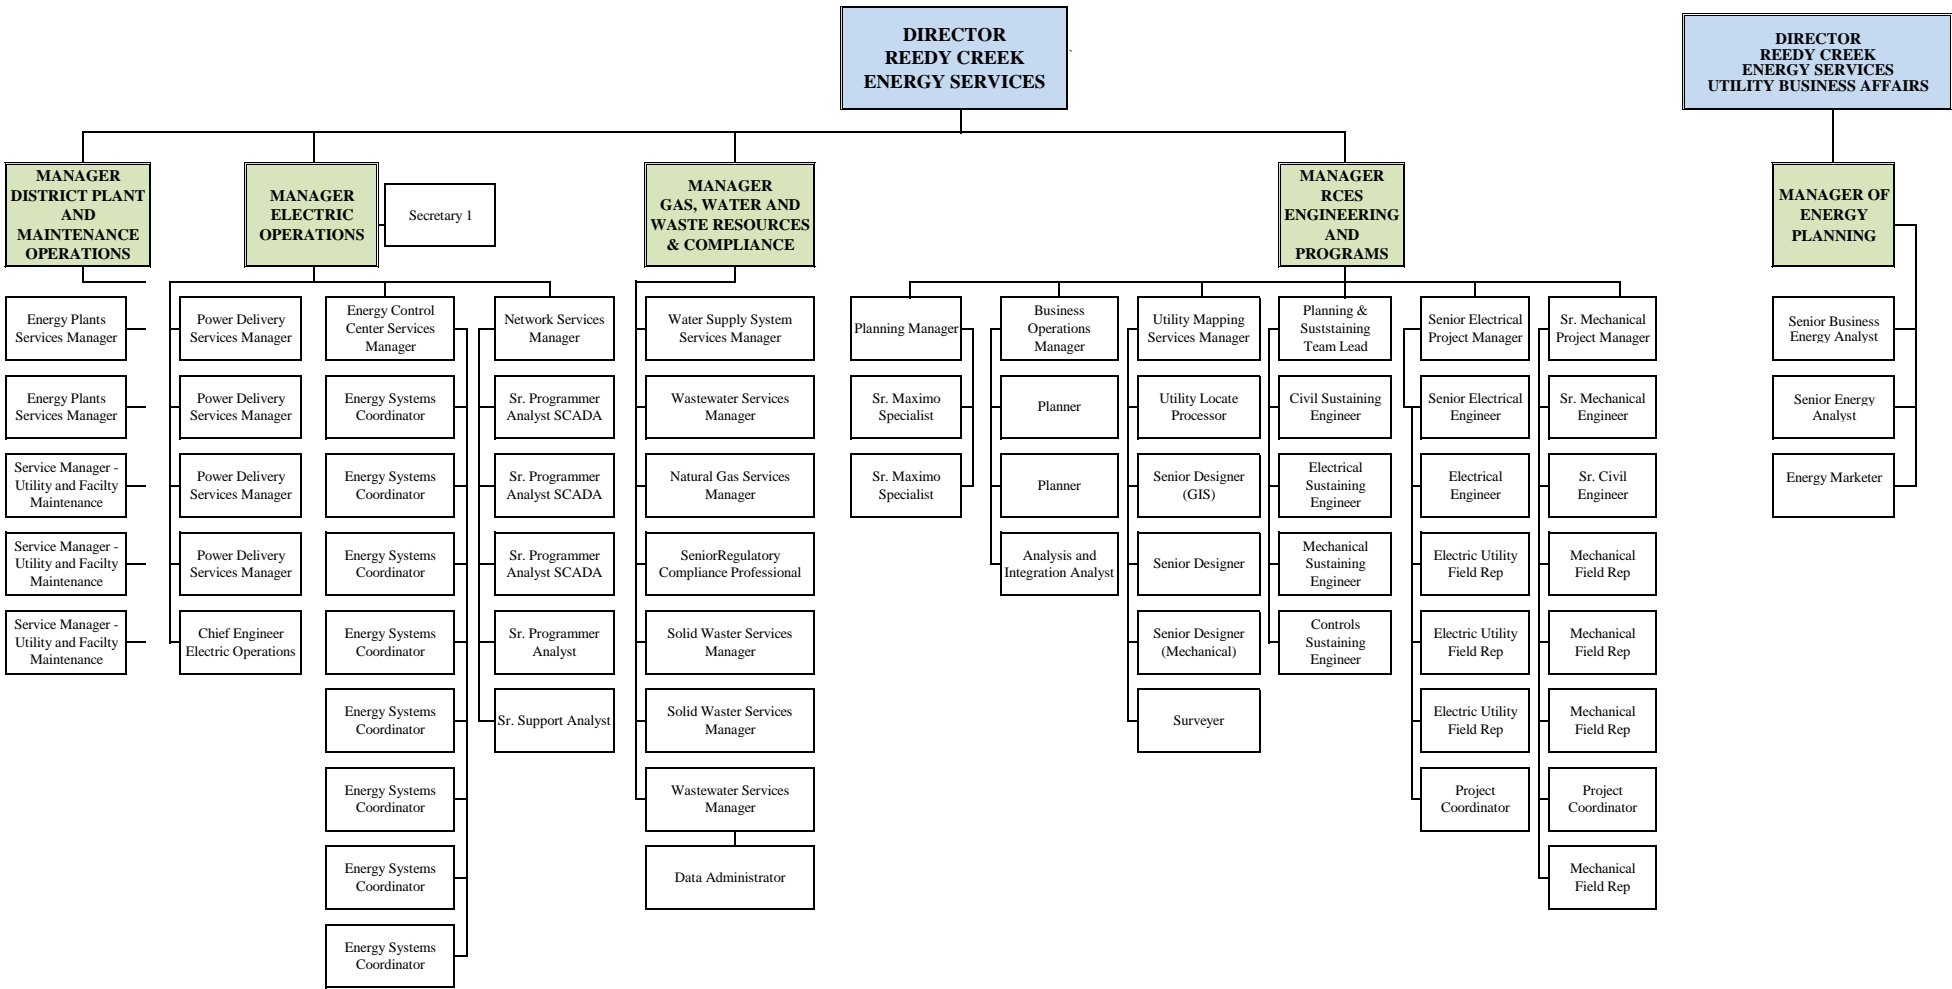 DIRECTOR
REEDY CREEK
ENERGY SERVICES
`
DIRECTOR
REEDY CREEK
ENERGY SERVICES
UTILITY BUSINESS AFFAIRS
MANAGER
DISTRICT PLANT
AND
MAINTENANCE
OPERATIONS
MANAGER
ELECTRIC
OPERATIONS
Secretary 1
MANAGER
GAS, WATER AND
WASTE RESOURCES
& COMPLIANCE
MANAGER
RCES
ENGINEERING
AND
PROGRAMS
MANAGER OF
ENERGY
PLANNING
Energy Plants
Services Manager
Energy Plants
Services Manager
Service Manager -
Utility and Facilty
Maintenance
Service Manager -
Utility and Facilty
Maintenance
Service Manager -
Utility and Facilty
Maintenance
Power Delivery
Services Manager
Power Delivery
Services Manager
Power Delivery
Services Manager
Power Delivery
Services Manager
Chief Engineer
Electric Operations
Energy Control
Center Services
Manager
Energy Systems
Coordinator
Energy Systems
Coordinator
Energy Systems
Coordinator
Energy Systems
Coordinator
Energy Systems
Coordinator
Energy Systems
Coordinator
Energy Systems
Coordinator
Energy Systems
Coordinator
Network Services
Manager
Sr. Programmer
Analyst SCADA
Sr. Programmer
Analyst SCADA
Sr. Programmer
Analyst SCADA
Sr. Programmer
Analyst
Sr. Support Analyst
Water Supply System
Services Manager
Wastewater Services
Manager
Natural Gas Services
Manager
SeniorRegulatory
Compliance Professional
Solid Waster Services
Manager
Solid Waster Services
Manager
Wastewater Services
Manager
Data Administrator
Planning Manager
Sr. Maximo
Specialist
Sr. Maximo
Specialist
Business
Operations
Manager
Planner
Planner
Analysis and
Integration Analyst
Utility Mapping
Services Manager
Utility Locate
Processor
Senior Designer
(GIS)
Senior Designer
Senior Designer
(Mechanical)
Surveyer
Planning &
Suststaining
Team Lead
Civil Sustaining
Engineer
Electrical
Sustaining
Engineer
Mechanical
Sustaining
Engineer
Controls
Sustaining
Engineer
Senior Electrical
Project Manager
Senior Electrical
Engineer
Electrical
Engineer
Electric Utility
Field Rep
Electric Utility
Field Rep
Electric Utility
Field Rep
Project
Coordinator
Sr. Mechanical
Project Manager
Sr. Mechanical
Engineer
Sr. Civil
Engineer
Mechanical
Field Rep
Mechanical
Field Rep
Mechanical
Field Rep
Project
Coordinator
Mechanical
Field Rep
Senior Business
Energy Analyst
Senior Energy
Analyst
Energy Marketer